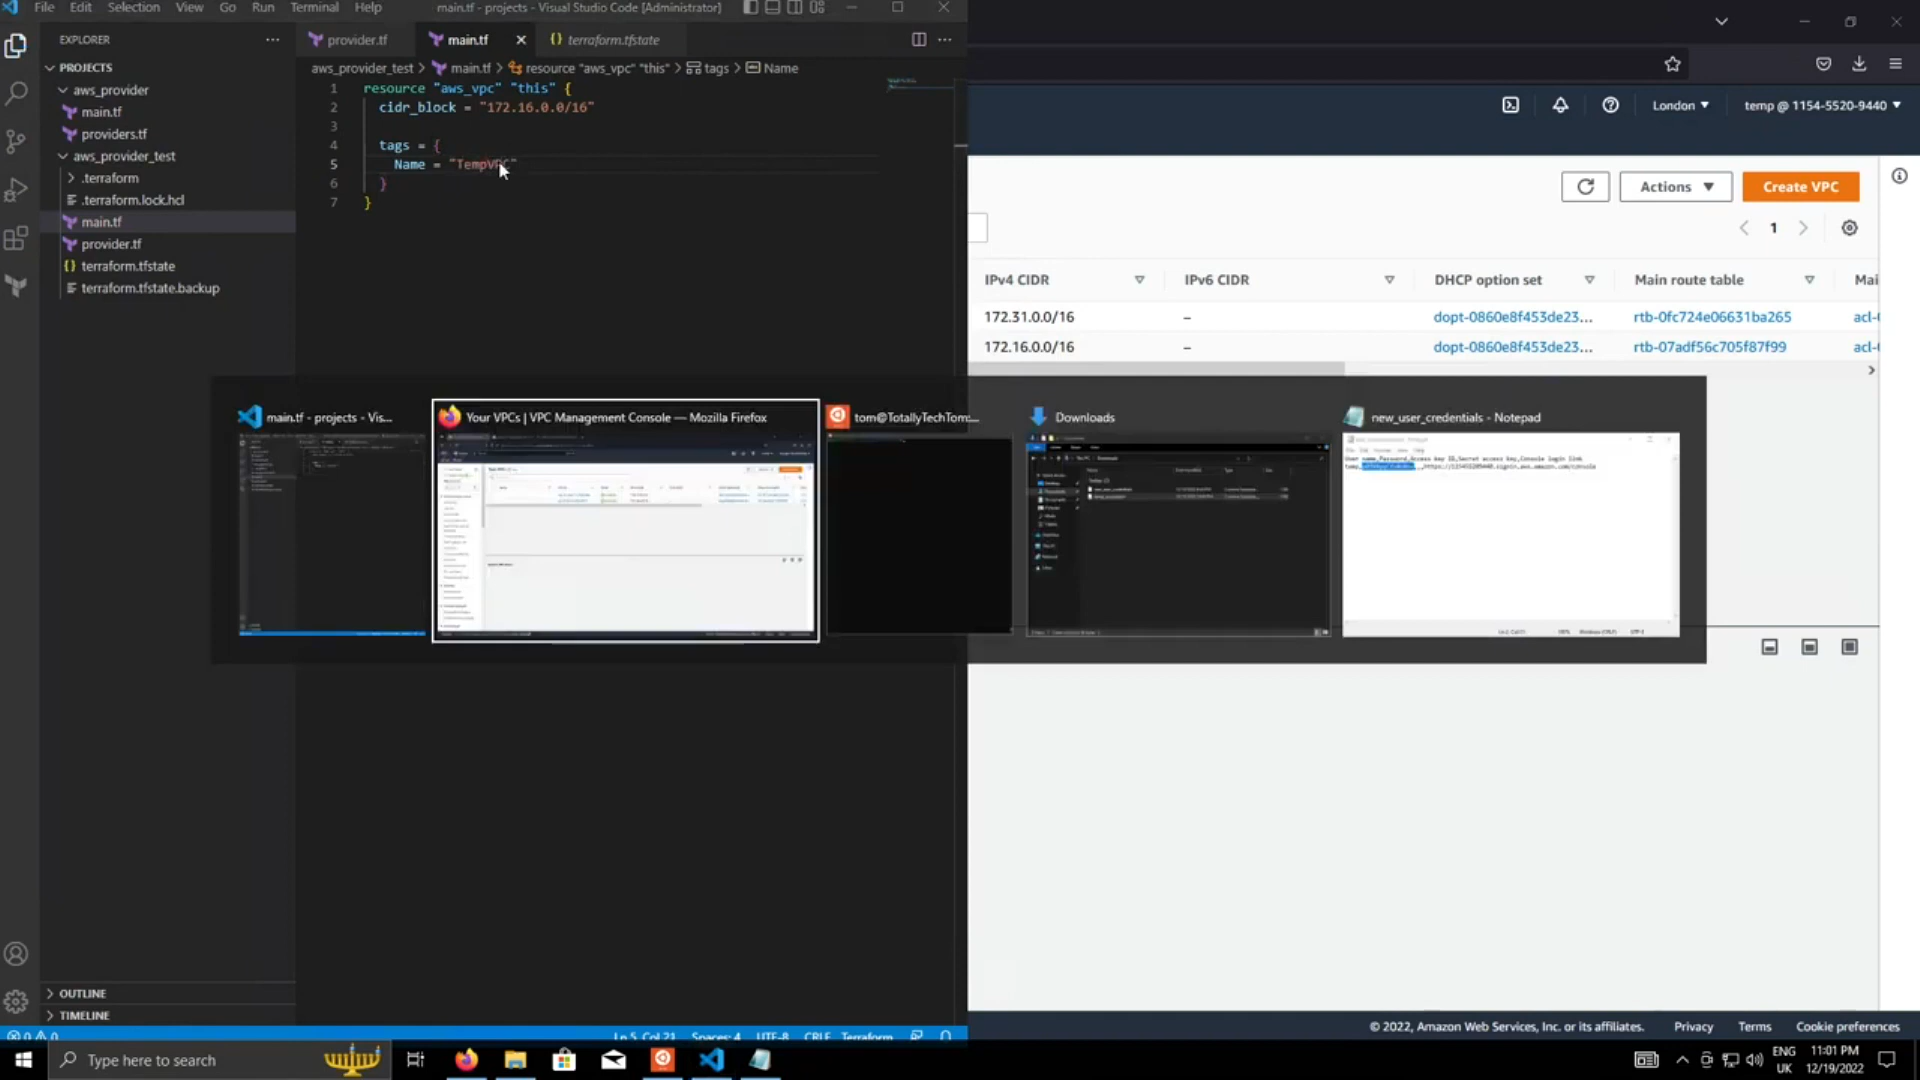 File Edit Selection View Go Run Terminal Help
main.tf - projects - Visual Studio Code [Administrator]
EXPLORER
PROJECTS
aws_provider
main.tf
providers.tf
aws_provider_test
.terraform
.terraform.lock.hcl
main.tf
provider.tf
terraform.tfstate
terraform.tfstate.backup
OUTLINE
TIMELINE
provider.tf
main.tf
terraform.tfstate
aws_provider_test > main.tf > resource "aws_vpc" "this" > tags > Name
1 resource "aws_vpc" "this" {
2 cidr_block = "172.16.0.0/16"
3
4 tags = {
5 Name = "TempVPC"
6 }
7 }
London
temp @ 1154-5520-9440
Actions
Create VPC
1
IPv4 CIDR
IPv6 CIDR
DHCP option set
Main route table
Mai
172.31.0.0/16 – dopt-0860e8f453de23... rtb-0fc724e06631ba265 acl-
172.16.0.0/16 – dopt-0860e8f453de23... rtb-07adf56c705f87f99 acl-
main.tf - projects - Vis...
Your VPCs | VPC Management Console — Mozilla Firefox
tom@TotallyTechTom:...
Downloads
new_user_credentials - Notepad
Ln 5, Col 21 Spaces: 4 UTF-8 CRLF Terraform
© 2022, Amazon Web Services, Inc. or its affiliates.
Privacy Terms Cookie preferences
Type here to search
ENG
UK
11:01 PM
12/19/2022